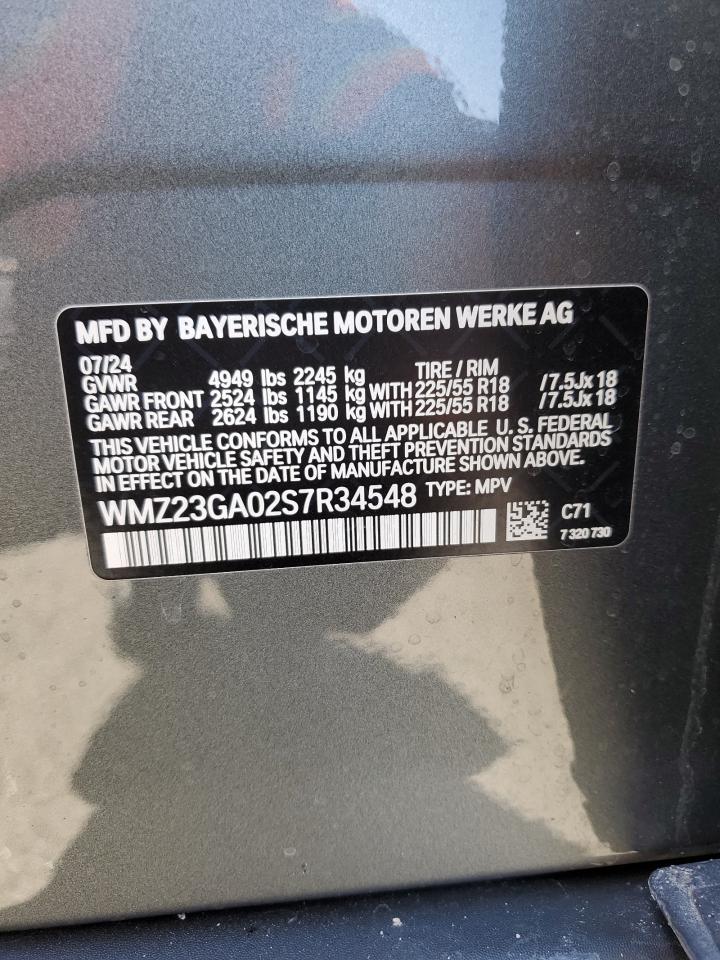 MFD BY BAYERISCHE MOTOREN WERKE AG
07/24 TIRE / RIM
GVWR 4949 lbs 2245 kg
GAWR FRONT 2524 lbs 1145 kg WITH 225/55 R18 /7.5Jx18
GAWR REAR 2624 lbs 1190 kg WITH 225/55 R18 /7.5Jx18
THIS VEHICLE CONFORMS TO ALL APPLICABLE U. S. FEDERAL
MOTOR VEHICLE SAFETY AND THEFT PREVENTION STANDARDS
IN EFFECT ON THE DATE OF MANUFACTURE SHOWN ABOVE.
WMZ23GA02S7R34548 TYPE: MPV
C71
7 320 730